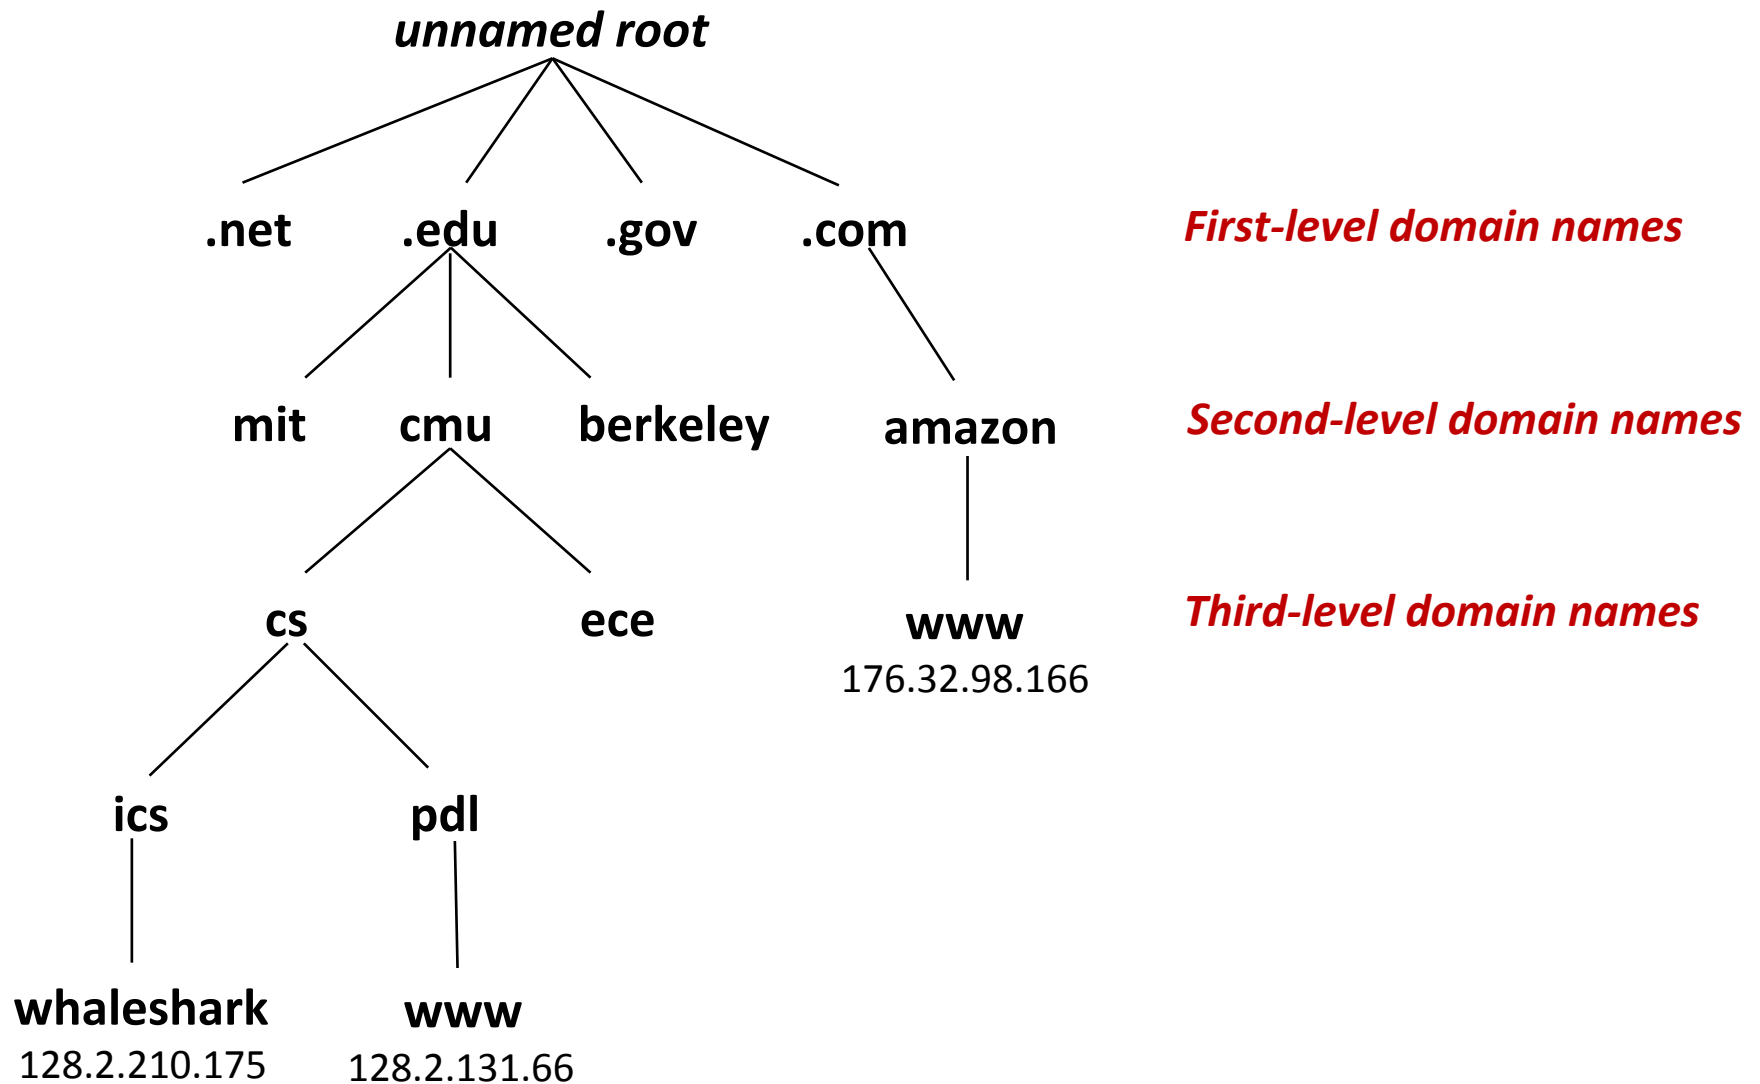 unnamed root
.net .edu .gov .com First-level domain names
mit cmu berkeley amazon Second-level domain names
cs ece www Third-level domain names
176.32.98.166
ics pdl
whaleshark www
128.2.210.175 128.2.131.66